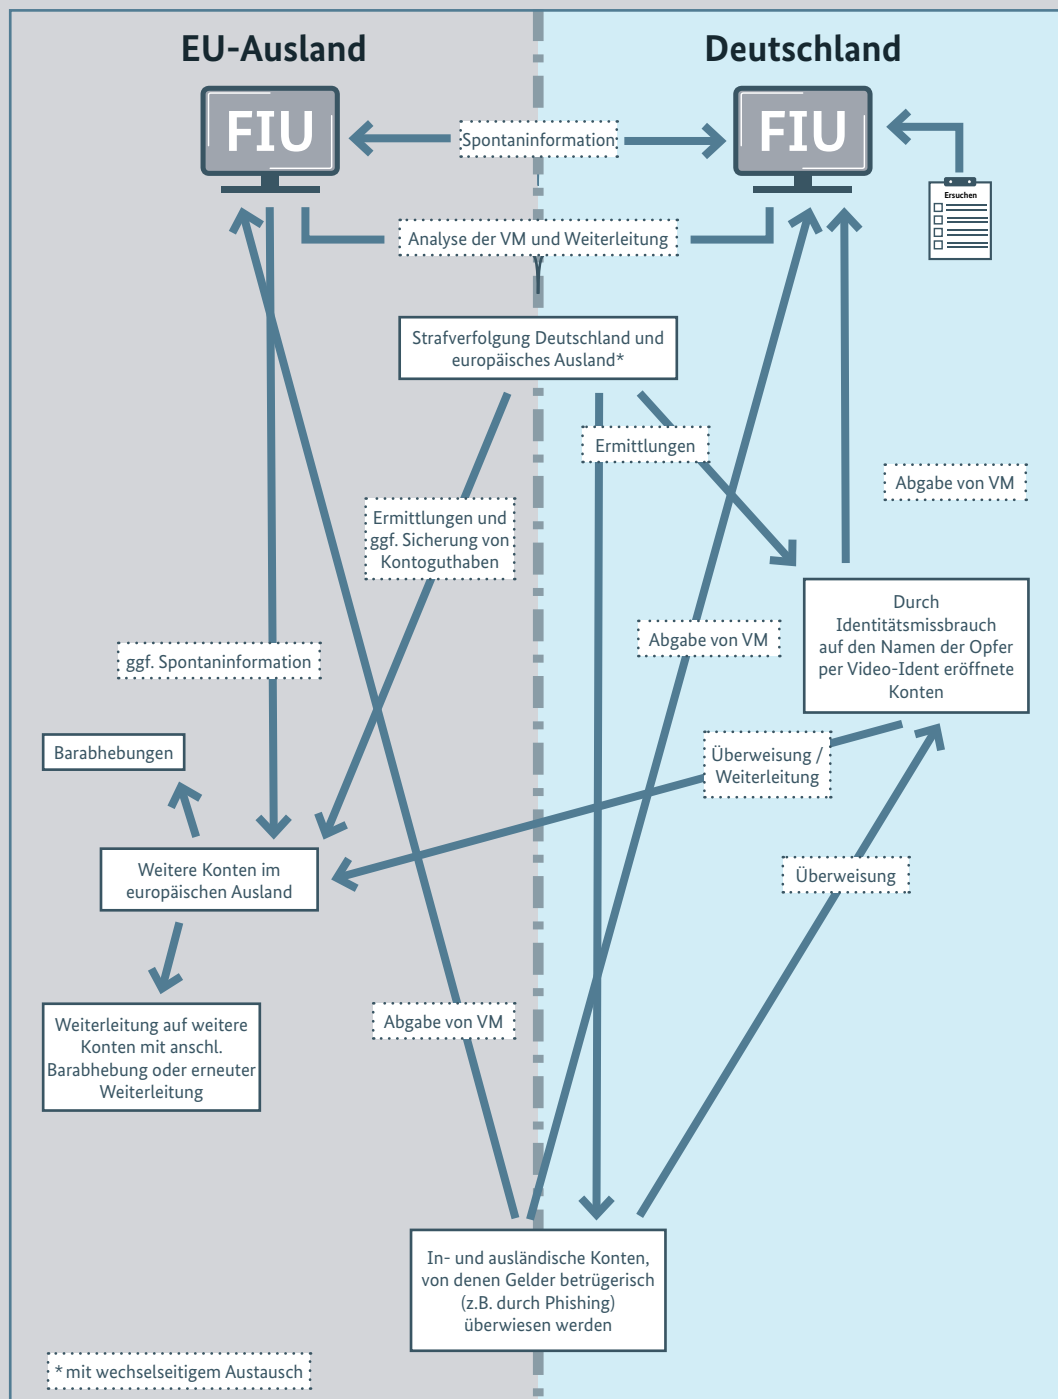 EU-Ausland
Deutschland
FIU
FIU
Spontaninformation
Ersuchen
Analyse der VM und Weiterleitung
Strafverfolgung Deutschland und
europäisches Ausland*
Ermittlungen
Abgabe von VM
Ermittlungen und
ggf. Sicherung von
Kontoguthaben
Durch
Identitätsmissbrauch
auf den Namen der Opfer
per Video-Ident eröffnete
Konten
Abgabe von VM
ggf. Spontaninformation
Barabhebungen
Überweisung /
Weiterleitung
Weitere Konten im
europäischen Ausland
Überweisung
Weiterleitung auf weitere
Konten mit anschl.
Barabhebung oder erneuter
Weiterleitung
Abgabe von VM
In- und ausländische Konten,
von denen Gelder betrügerisch
(z.B. durch Phishing)
überwiesen werden
* mit wechselseitigem Austausch